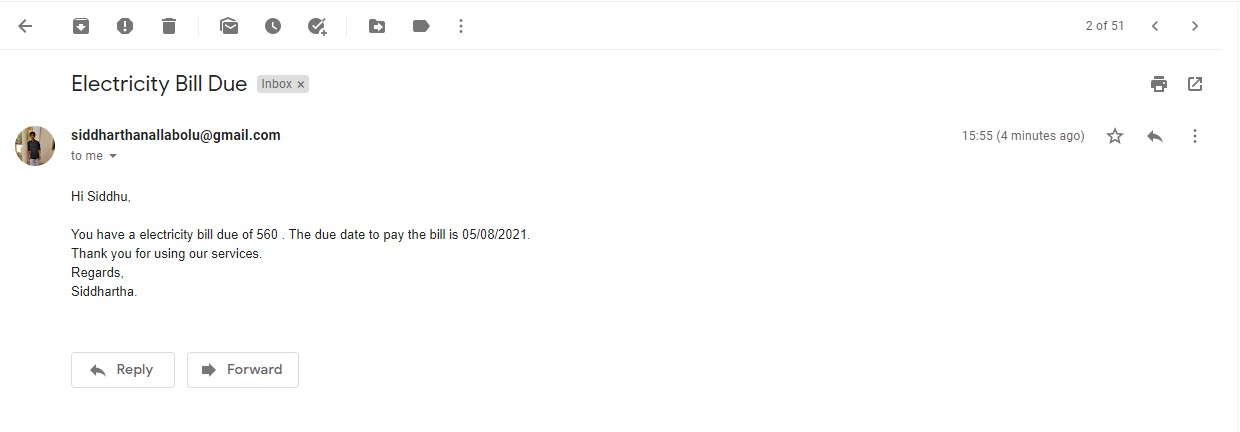 2 of 51
Electricity Bill Due
Inbox x
siddharthanallabolu@gmail.com
15:55 (4 minutes ago)
to me
Hi Siddhu,
You have a electricity bill due of 560 . The due date to pay the bill is 05/08/2021.
Thank you for using our services.
Regards,
Siddhartha.
Reply
Forward